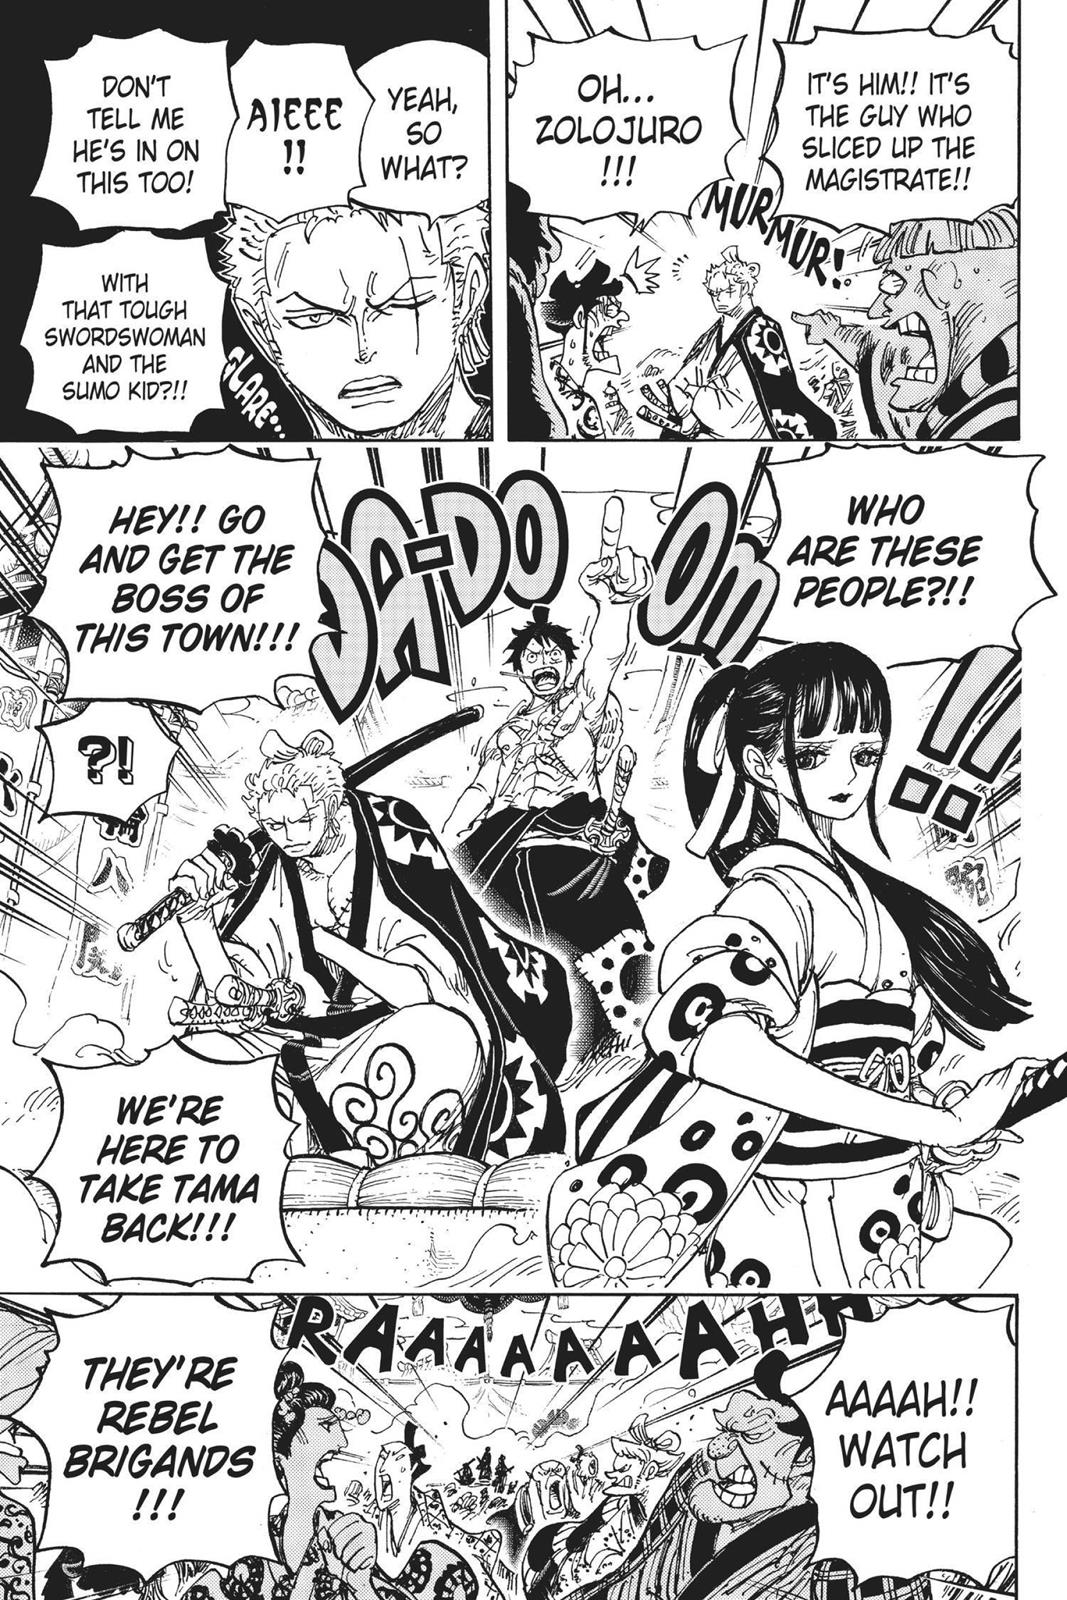 IT'S HIM!! IT'S
THE GUY WHO
SLICED UP THE
MAGISTRATE!!
OH...
ZOLOJURO
!!!
MURMUR!
YEAH,
SO
WHAT?
AIEEE
!!
DON'T
TELL ME
HE'S IN ON
THIS TOO!
WITH
THAT TOUGH
SWORDSWOMAN
AND THE
SUMO KID?!!
GLARE...
WHO
ARE THESE
PEOPLE?!!
!!
DA-DOOM
HEY!! GO
AND GET THE
BOSS OF
THIS TOWN!!!
?!
WE'RE
HERE TO
TAKE TAMA
BACK!!!
RAAAAAAAHH
AAAAH!!
WATCH
OUT!!
THEY'RE
REBEL
BRIGANDS
!!!